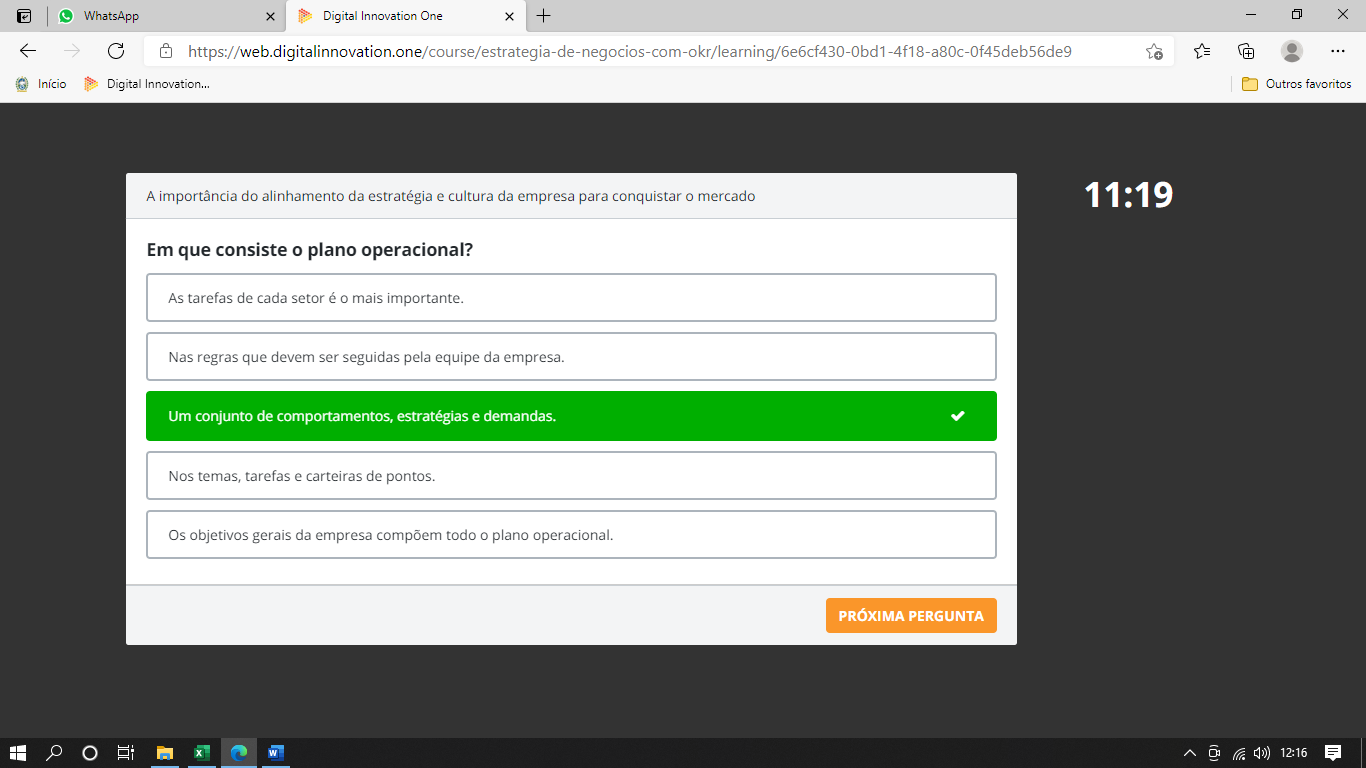 WhatsApp
Digital Innovation One
https://web.digitalinnovation.one/course/estrategia-de-negocios-com-okr/learning/6e6cf430-0bd1-4f18-a80c-0f45deb56de9
Início
Digital Innovation...
Outros favoritos
A importância do alinhamento da estratégia e cultura da empresa para conquistar o mercado
11:19
Em que consiste o plano operacional?
As tarefas de cada setor é o mais importante.
Nas regras que devem ser seguidas pela equipe da empresa.
Um conjunto de comportamentos, estratégias e demandas.
Nos temas, tarefas e carteiras de pontos.
Os objetivos gerais da empresa compõem todo o plano operacional.
PRÓXIMA PERGUNTA
12:16